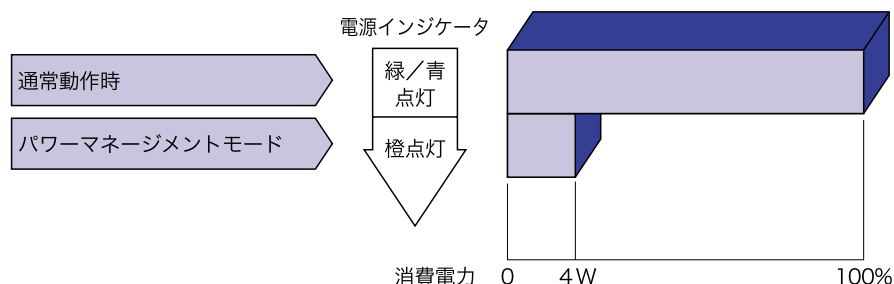 電源インジケータ
通常動作時
緑／青
点灯
パワーマネージメントモード
橙点灯
消費電力 0 4W 100%